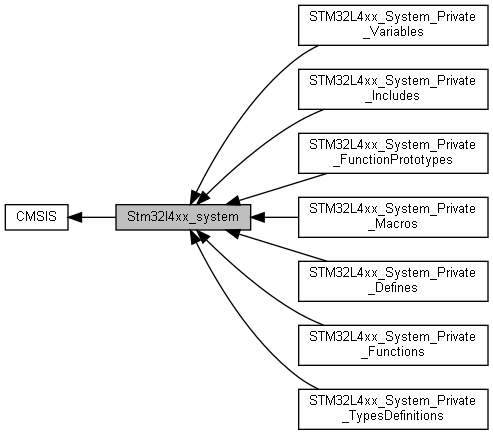 STM32L4xx_System_Private
_Variables
STM32L4xx_System_Private
_Includes
STM32L4xx_System_Private
_FunctionPrototypes
CMSIS
Stm32l4xx_system
STM32L4xx_System_Private
_Macros
STM32L4xx_System_Private
_Defines
STM32L4xx_System_Private
_Functions
STM32L4xx_System_Private
_TypesDefinitions